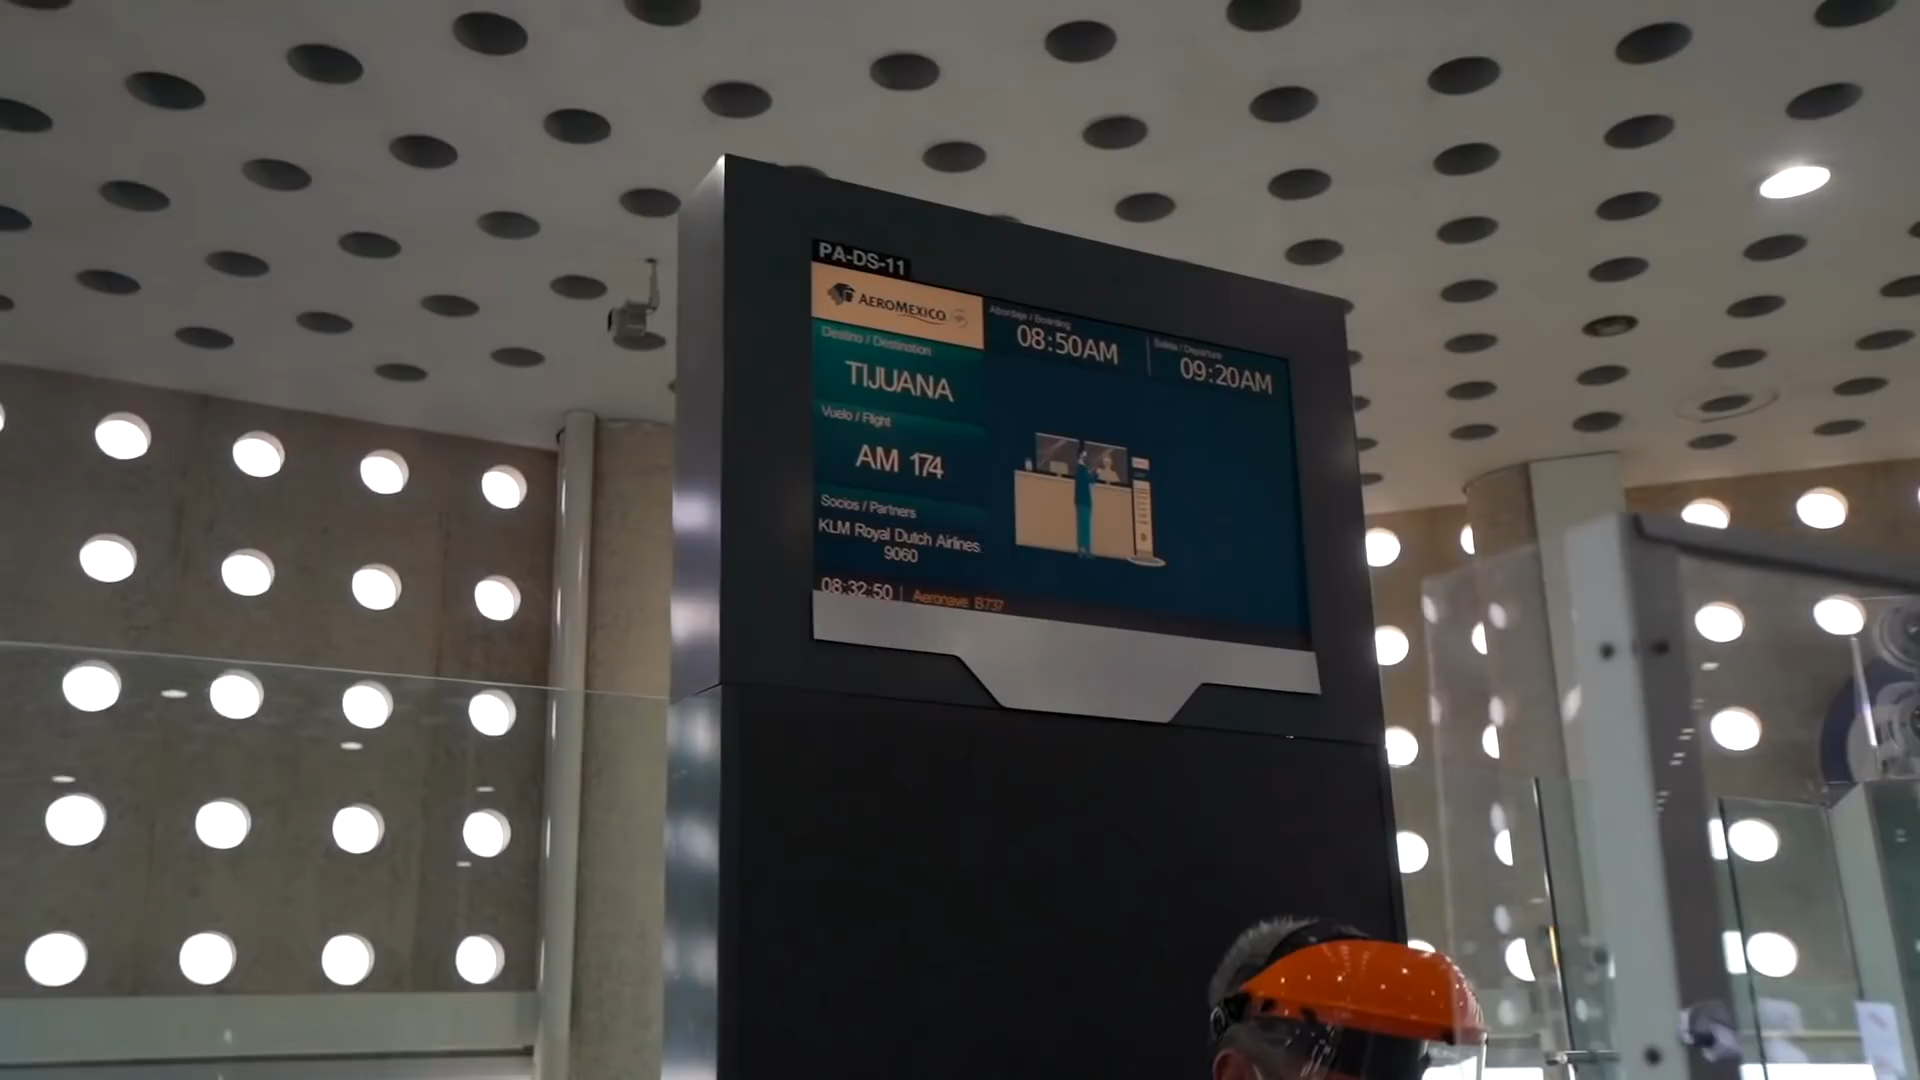 PA-DS-11
AEROMEXICO
Destino / Destination
TIJUANA
Vuelo / Flight
AM 174
Socios / Partners
KLM Royal Dutch Airlines
9060
08:32:50 | Aeronave: B737
Abordaje / Boarding
08:50AM
Salida / Departure
09:20AM